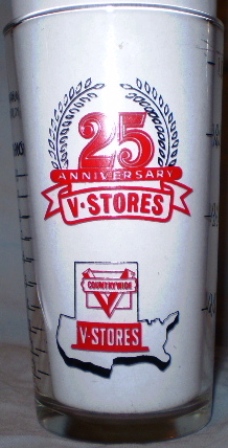 25
ANNIVERSARY
V·STORES
COUNTRYWIDE
V
V-STORES